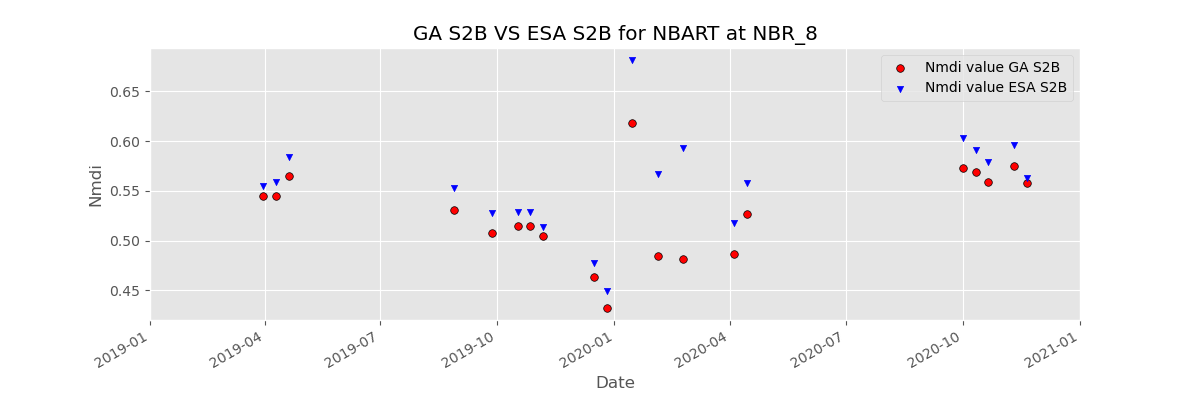 GA S2B VS ESA S2B for NBART at NBR_8
Nmdi value GA S2B
Nmdi value ESA S2B
Nmdi
0.65
0.60
0.55
0.50
0.45
2019-01
2019-04
2019-07
2019-10
2020-01
2020-04
2020-07
2020-10
2021-01
Date